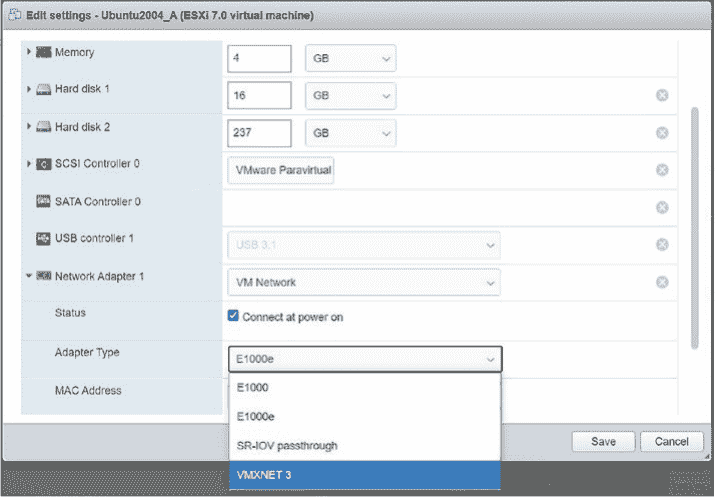 Edit settings - Ubuntu2004_A (ESXi 7.0 virtual machine)
Memory 4 GB
Hard disk 1 16 GB
Hard disk 2 237 GB
SCSI Controller 0 VMware Paravirtual
SATA Controller 0
USB controller 1 USB 3.1
Network Adapter 1 VM Network
Status Connect at power on
Adapter Type E1000e
MAC Address E1000
E1000e
SR-IOV passthrough
Save Cancel
VMXNET 3